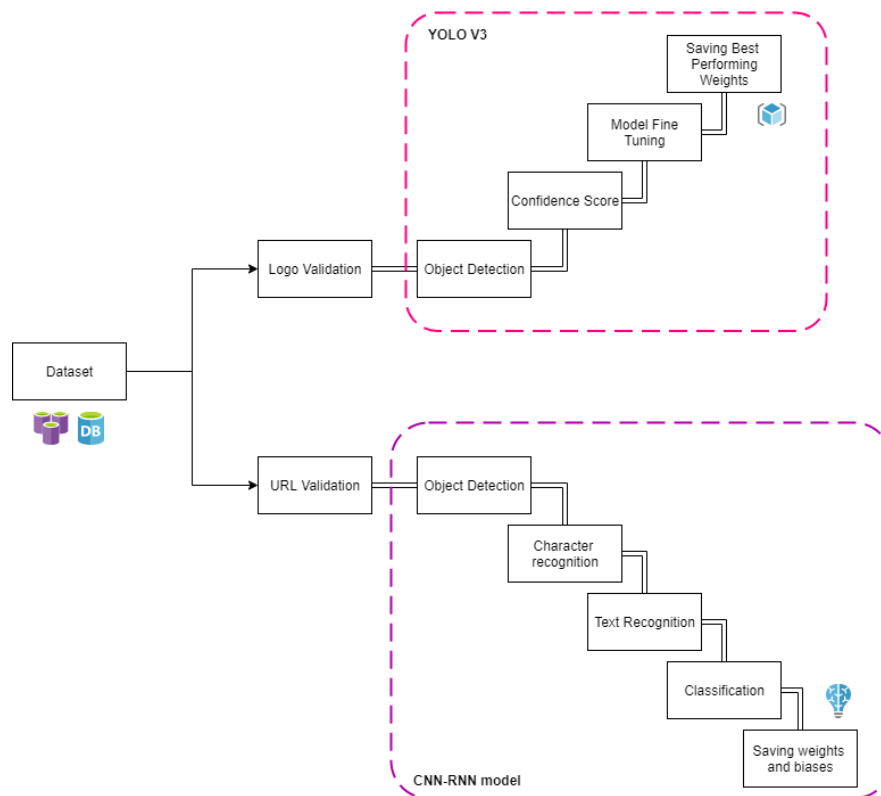 YOLO V3
Saving Best
Performing
Weights
Model Fine
Tuning
Confidence Score
Logo Validation
Object Detection
Dataset
DB
URL Validation
Object Detection
Character
recognition
Text Recognition
Classification
Saving weights
and biases
CNN-RNN model